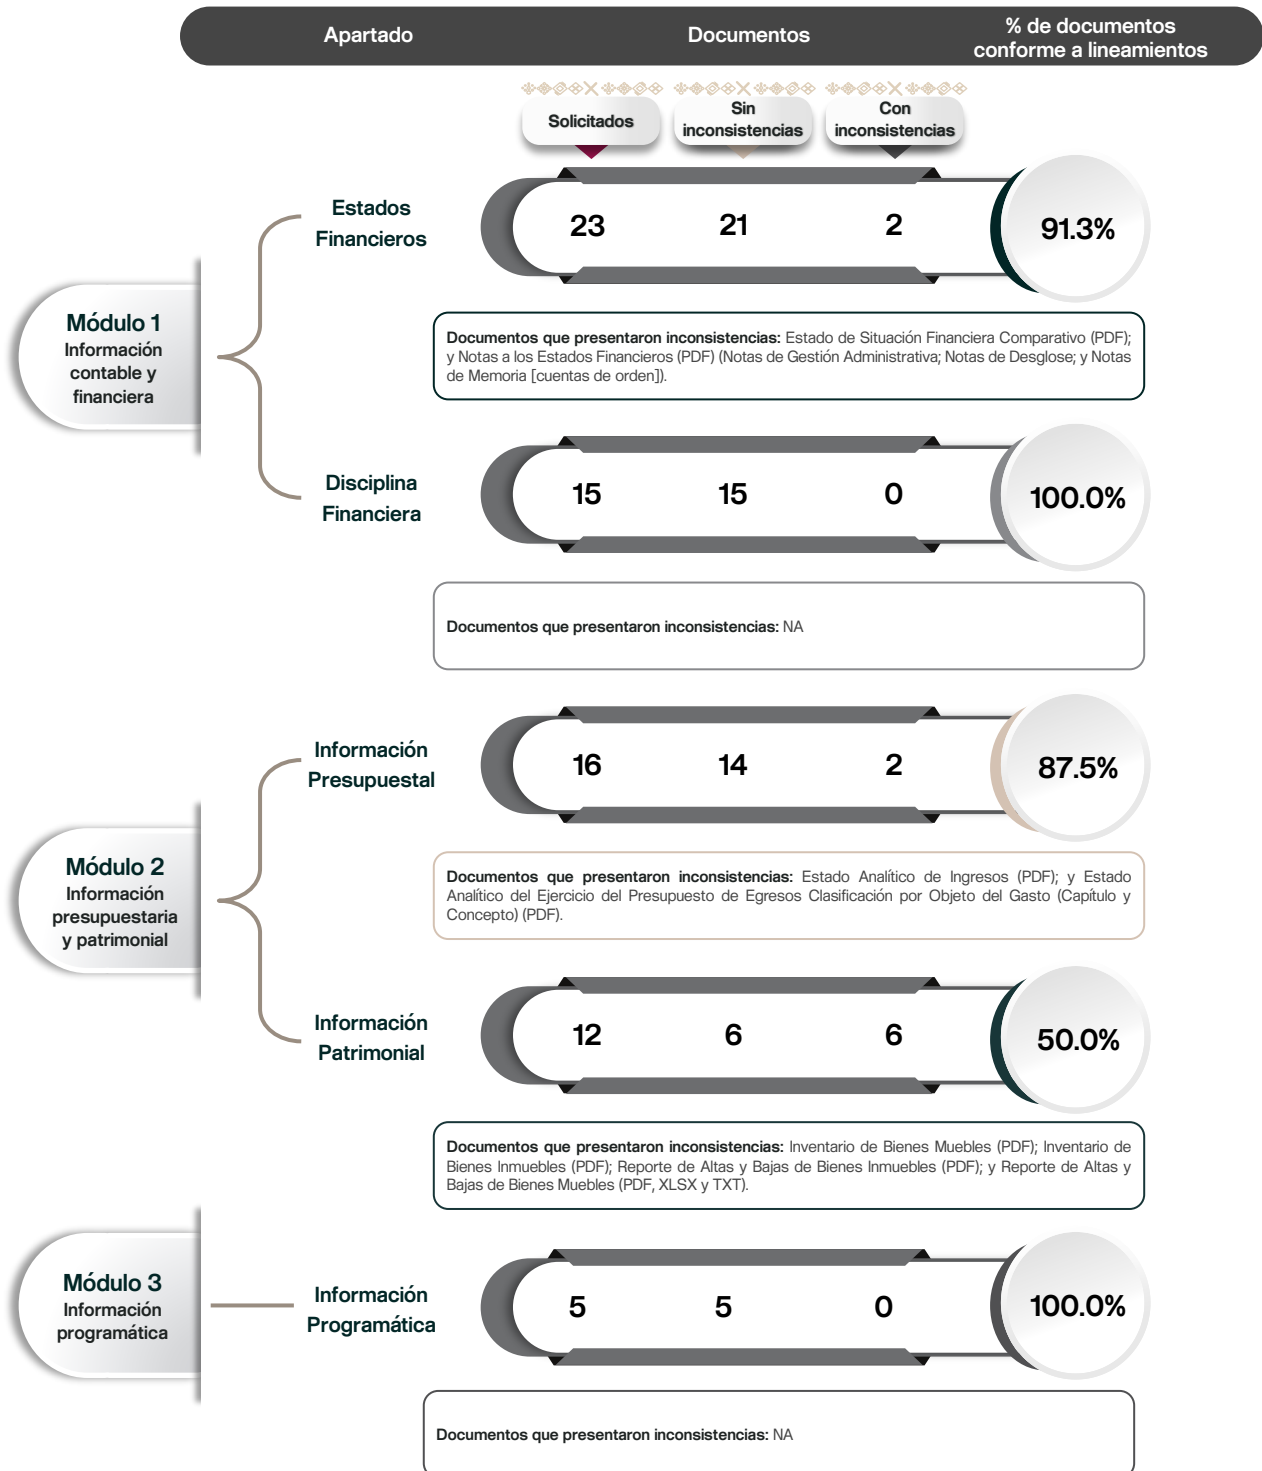 Apartado
Documentos
% de documentos
conforme a lineamientos
Solicitados
Sin
inconsistencias
Con
inconsistencias
Módulo 1
Información
contable y
financiera
Estados
Financieros
23
21
2
91.3%
Documentos que presentaron inconsistencias: Estado de Situación Financiera Comparativo (PDF);
y Notas a los Estados Financieros (PDF) (Notas de Gestión Administrativa; Notas de Desglose; y Notas
de Memoria [cuentas de orden]).
Disciplina
Financiera
15
15
0
100.0%
Documentos que presentaron inconsistencias: NA
Módulo 2
Información
presupuestaria
y patrimonial
Información
Presupuestal
16
14
2
87.5%
Documentos que presentaron inconsistencias: Estado Analítico de Ingresos (PDF); y Estado
Analítico del Ejercicio del Presupuesto de Egresos Clasificación por Objeto del Gasto (Capítulo y
Concepto) (PDF).
Información
Patrimonial
12
6
6
50.0%
Documentos que presentaron inconsistencias: Inventario de Bienes Muebles (PDF); Inventario de
Bienes Inmuebles (PDF); Reporte de Altas y Bajas de Bienes Inmuebles (PDF); y Reporte de Altas y
Bajas de Bienes Muebles (PDF, XLSX y TXT).
Módulo 3
Información
programática
Información
Programática
5
5
0
100.0%
Documentos que presentaron inconsistencias: NA